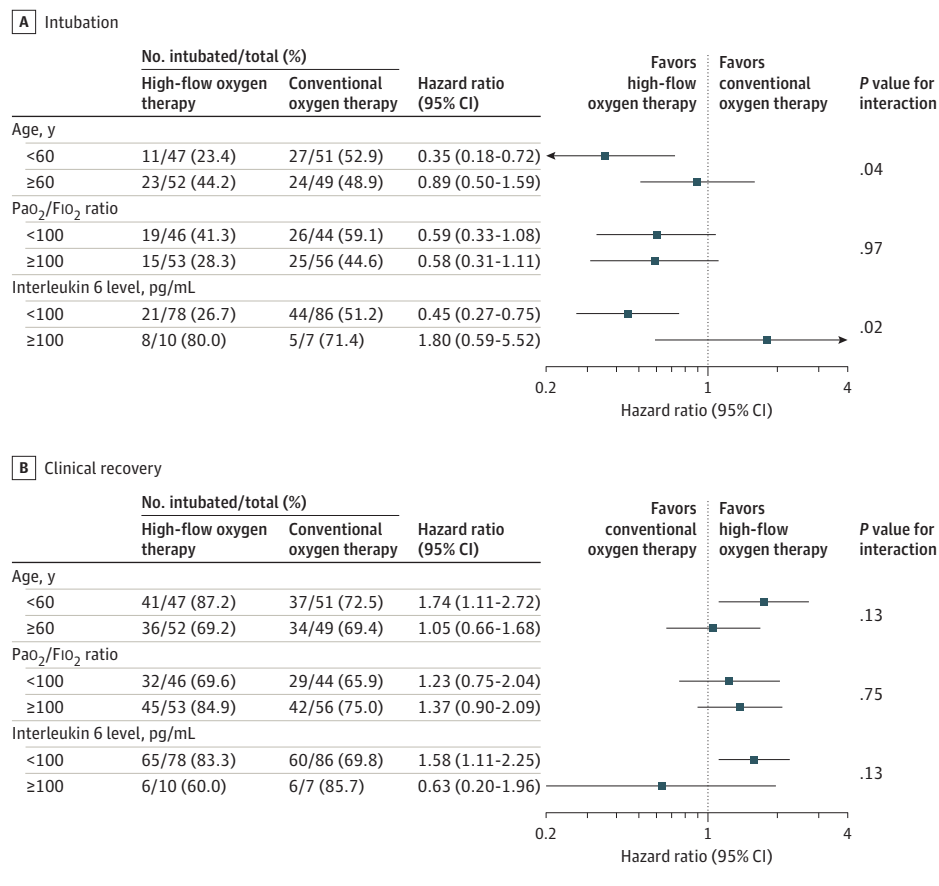 A Intubation
No. intubated/total (%)
High-flow oxygen therapy
Conventional oxygen therapy
Hazard ratio (95% CI)
Favors high-flow oxygen therapy
Favors conventional oxygen therapy
P value for interaction
Age, y
<60 11/47 (23.4) 27/51 (52.9) 0.35 (0.18-0.72)
.04
≥60 23/52 (44.2) 24/49 (48.9) 0.89 (0.50-1.59)
PaO2/FIO2 ratio
<100 19/46 (41.3) 26/44 (59.1) 0.59 (0.33-1.08)
.97
≥100 15/53 (28.3) 25/56 (44.6) 0.58 (0.31-1.11)
Interleukin 6 level, pg/mL
<100 21/78 (26.7) 44/86 (51.2) 0.45 (0.27-0.75)
.02
≥100 8/10 (80.0) 5/7 (71.4) 1.80 (0.59-5.52)
0.2 1 4
Hazard ratio (95% CI)
B Clinical recovery
No. intubated/total (%)
High-flow oxygen therapy
Conventional oxygen therapy
Hazard ratio (95% CI)
Favors conventional oxygen therapy
Favors high-flow oxygen therapy
P value for interaction
Age, y
<60 41/47 (87.2) 37/51 (72.5) 1.74 (1.11-2.72)
.13
≥60 36/52 (69.2) 34/49 (69.4) 1.05 (0.66-1.68)
PaO2/FIO2 ratio
<100 32/46 (69.6) 29/44 (65.9) 1.23 (0.75-2.04)
.75
≥100 45/53 (84.9) 42/56 (75.0) 1.37 (0.90-2.09)
Interleukin 6 level, pg/mL
<100 65/78 (83.3) 60/86 (69.8) 1.58 (1.11-2.25)
.13
≥100 6/10 (60.0) 6/7 (85.7) 0.63 (0.20-1.96)
0.2 1 4
Hazard ratio (95% CI)